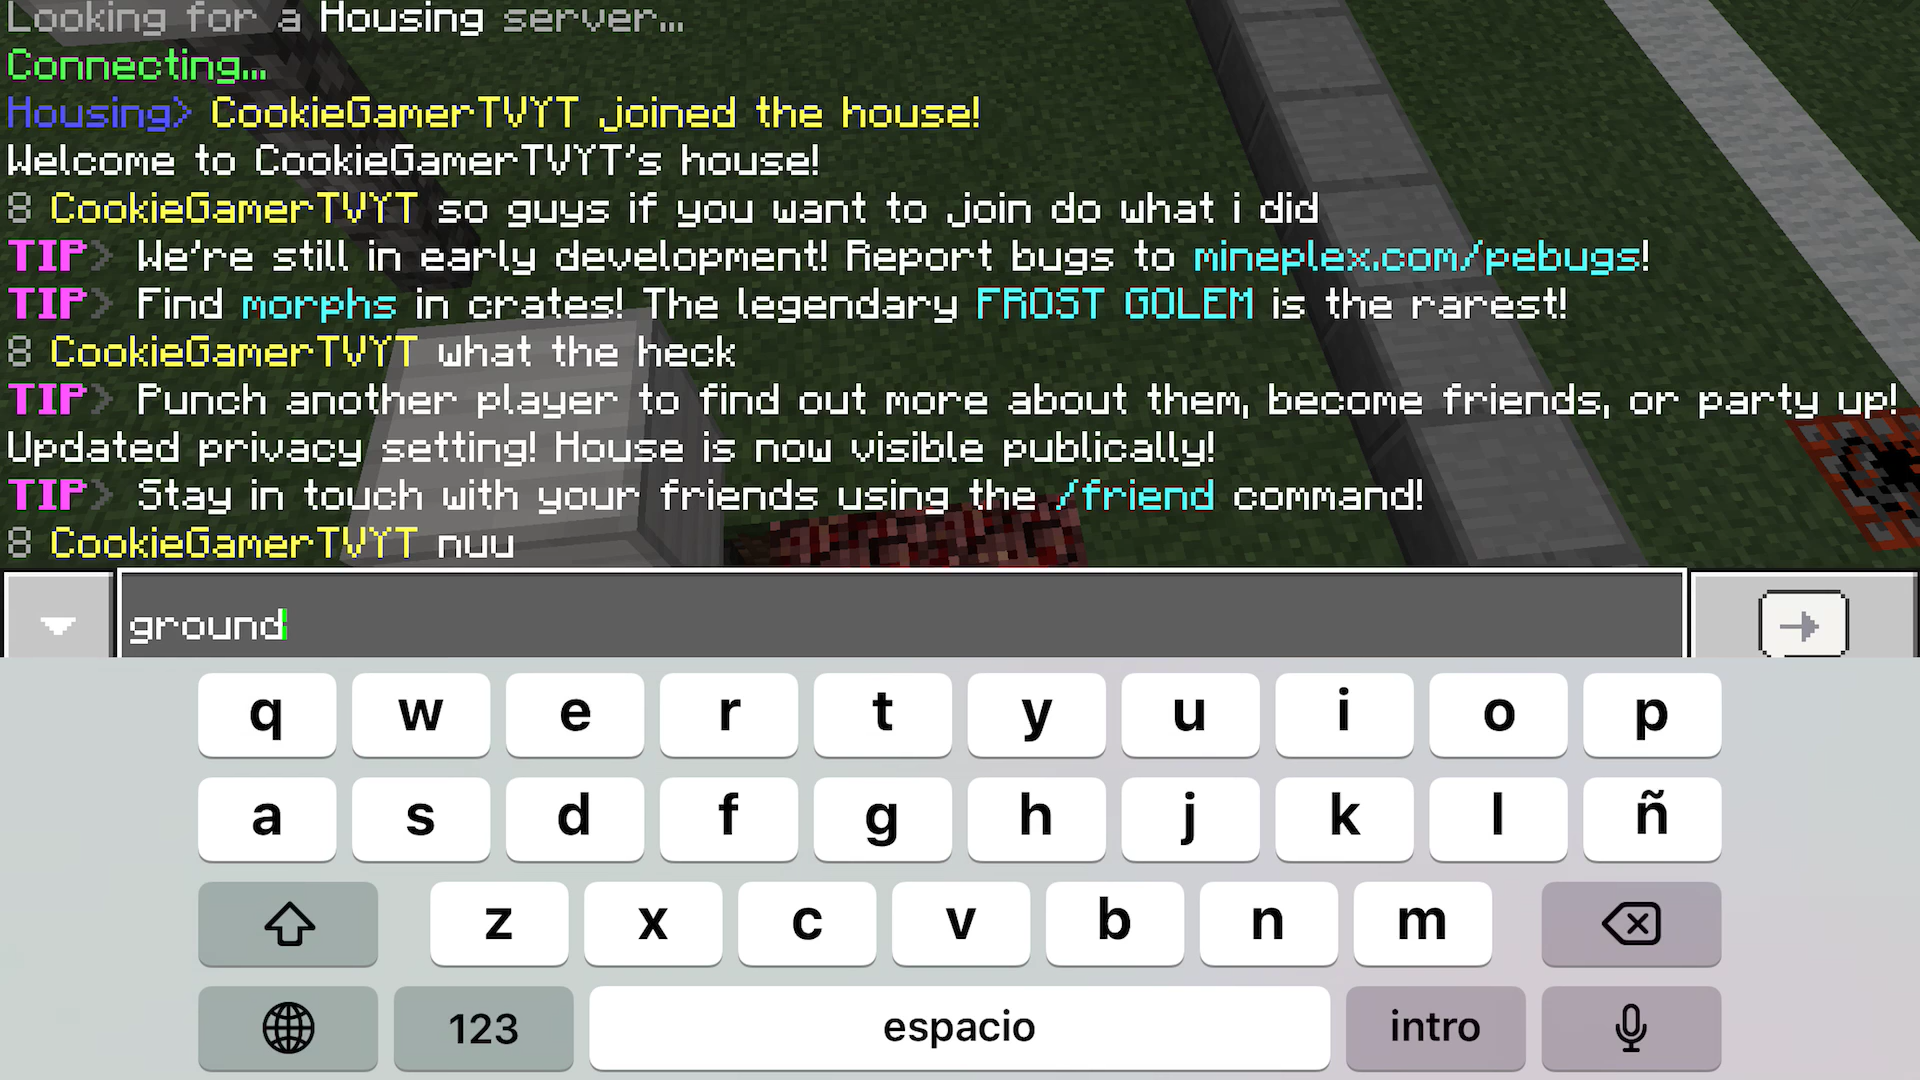 Looking for a Housing server...
Connecting...
Housing> CookieGamerTVYT joined the house!
Welcome to CookieGamerTVYT's house!
8 CookieGamerTVYT so guys if you want to join do what i did
TIP> We're still in early development! Report bugs to mineplex.com/pebugs!
TIP> Find morphs in crates! The legendary FROST GOLEM is the rarest!
8 CookieGamerTVYT what the heck
TIP> Punch another player to find out more about them, become friends, or party up!
Updated privacy setting! House is now visible publically!
TIP> Stay in touch with your friends using the /friend command!
8 CookieGamerTVYT nuu
ground
q w e r t y u i o p
a s d f g h j k l ñ
z x c v b n m
123 espacio intro